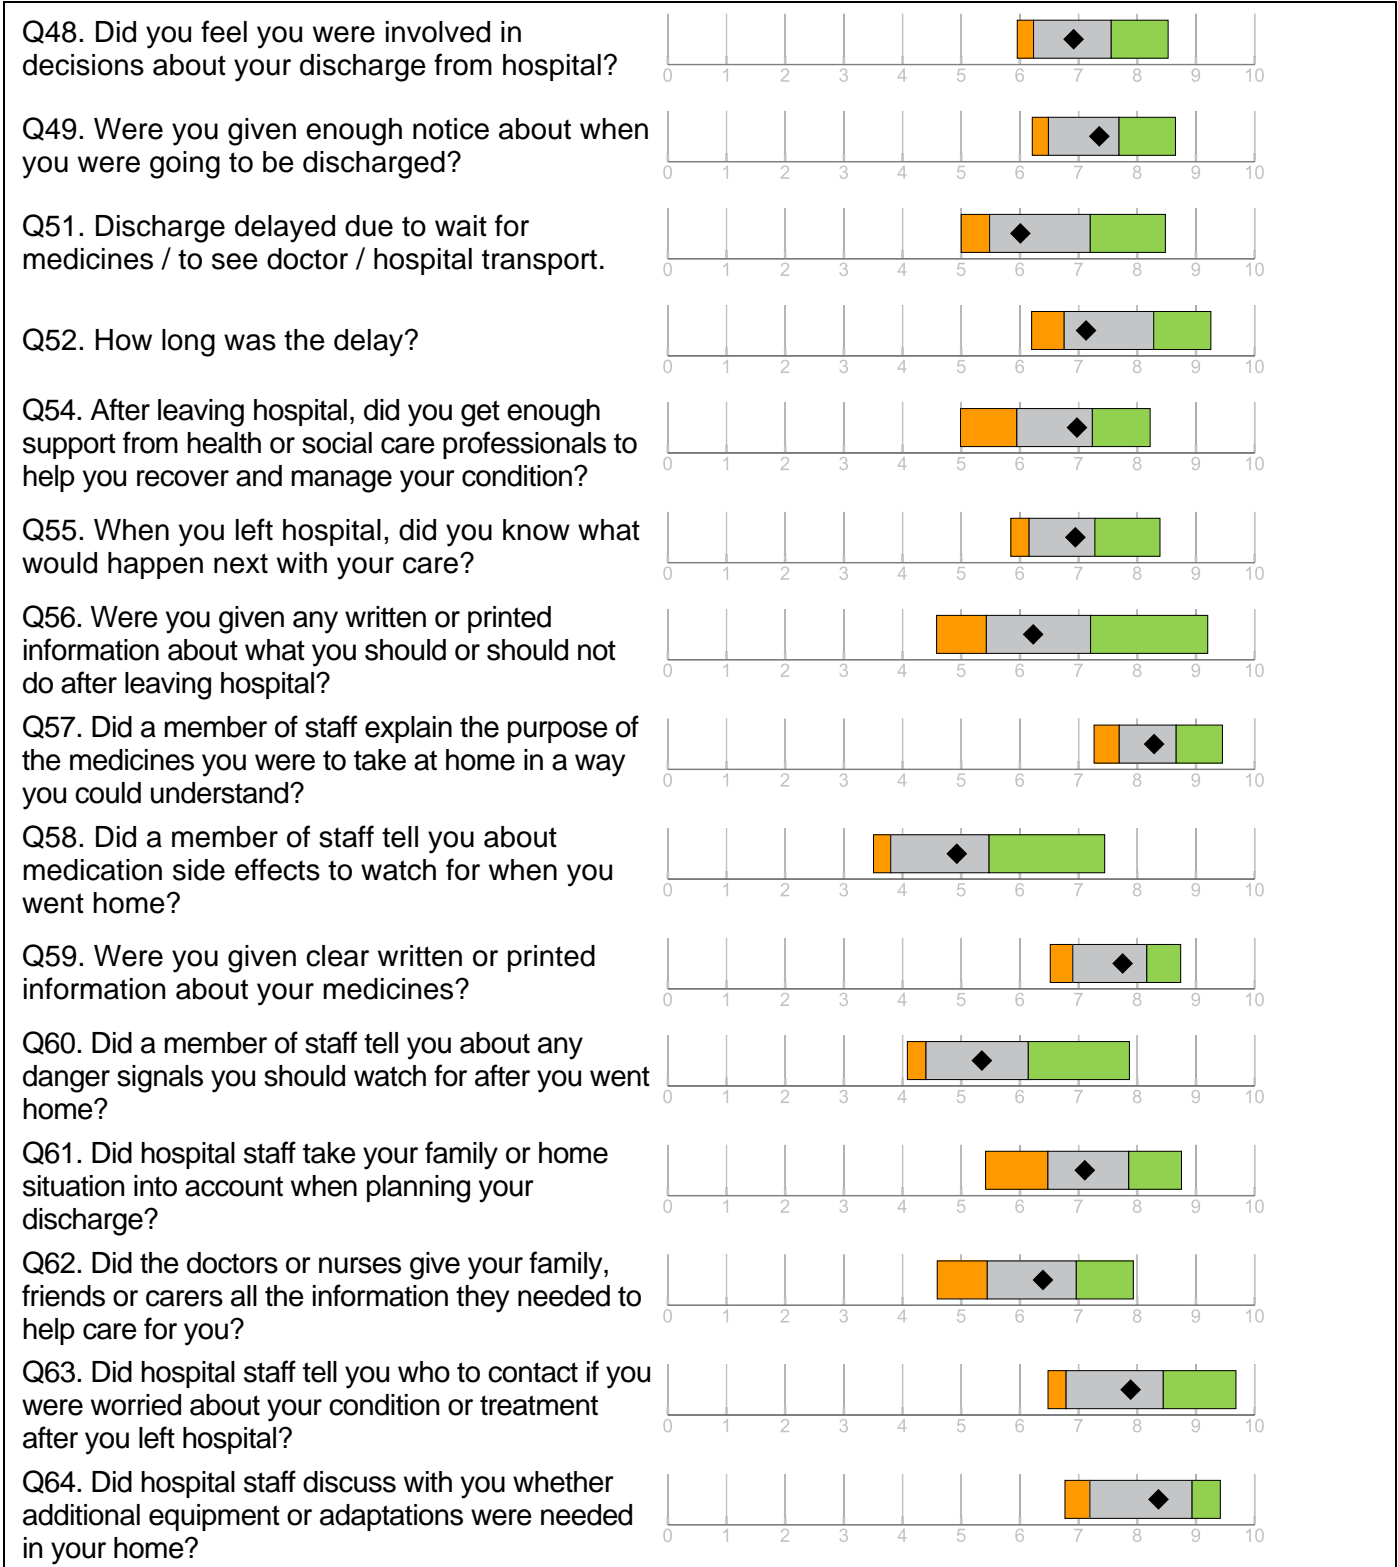 Q48. Did you feel you were involved in
decisions about your discharge from hospital?
0 1 2 3 4 5 6 7 8 9 10
Q49. Were you given enough notice about when
you were going to be discharged?
0 1 2 3 4 5 6 7 8 9 10
Q51. Discharge delayed due to wait for
medicines / to see doctor / hospital transport.
0 1 2 3 4 5 6 7 8 9 10
Q52. How long was the delay?
0 1 2 3 4 5 6 7 8 9 10
Q54. After leaving hospital, did you get enough
support from health or social care professionals to
help you recover and manage your condition?
0 1 2 3 4 5 6 7 8 9 10
Q55. When you left hospital, did you know what
would happen next with your care?
0 1 2 3 4 5 6 7 8 9 10
Q56. Were you given any written or printed
information about what you should or should not
do after leaving hospital?
0 1 2 3 4 5 6 7 8 9 10
Q57. Did a member of staff explain the purpose of
the medicines you were to take at home in a way
you could understand?
0 1 2 3 4 5 6 7 8 9 10
Q58. Did a member of staff tell you about
medication side effects to watch for when you
went home?
0 1 2 3 4 5 6 7 8 9 10
Q59. Were you given clear written or printed
information about your medicines?
0 1 2 3 4 5 6 7 8 9 10
Q60. Did a member of staff tell you about any
danger signals you should watch for after you went
home?
0 1 2 3 4 5 6 7 8 9 10
Q61. Did hospital staff take your family or home
situation into account when planning your
discharge?
0 1 2 3 4 5 6 7 8 9 10
Q62. Did the doctors or nurses give your family,
friends or carers all the information they needed to
help care for you?
0 1 2 3 4 5 6 7 8 9 10
Q63. Did hospital staff tell you who to contact if you
were worried about your condition or treatment
after you left hospital?
0 1 2 3 4 5 6 7 8 9 10
Q64. Did hospital staff discuss with you whether
additional equipment or adaptations were needed
in your home?
0 1 2 3 4 5 6 7 8 9 10